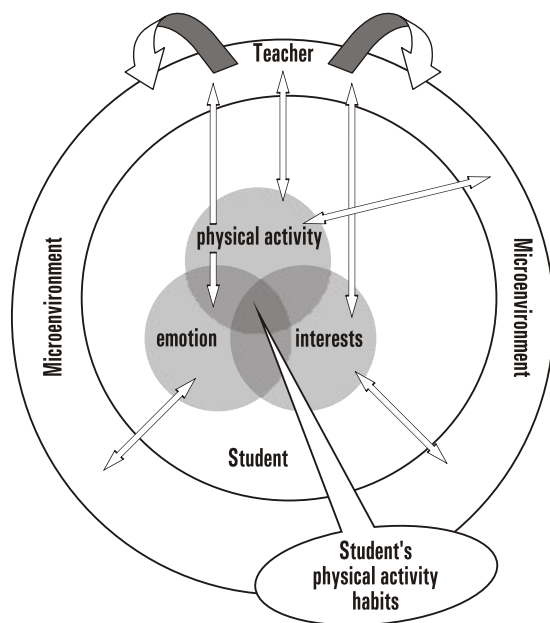 Teacher
physical activity
Microenvironment
Microenvironment
emotion
interests
Student
Student's
physical activity
habits